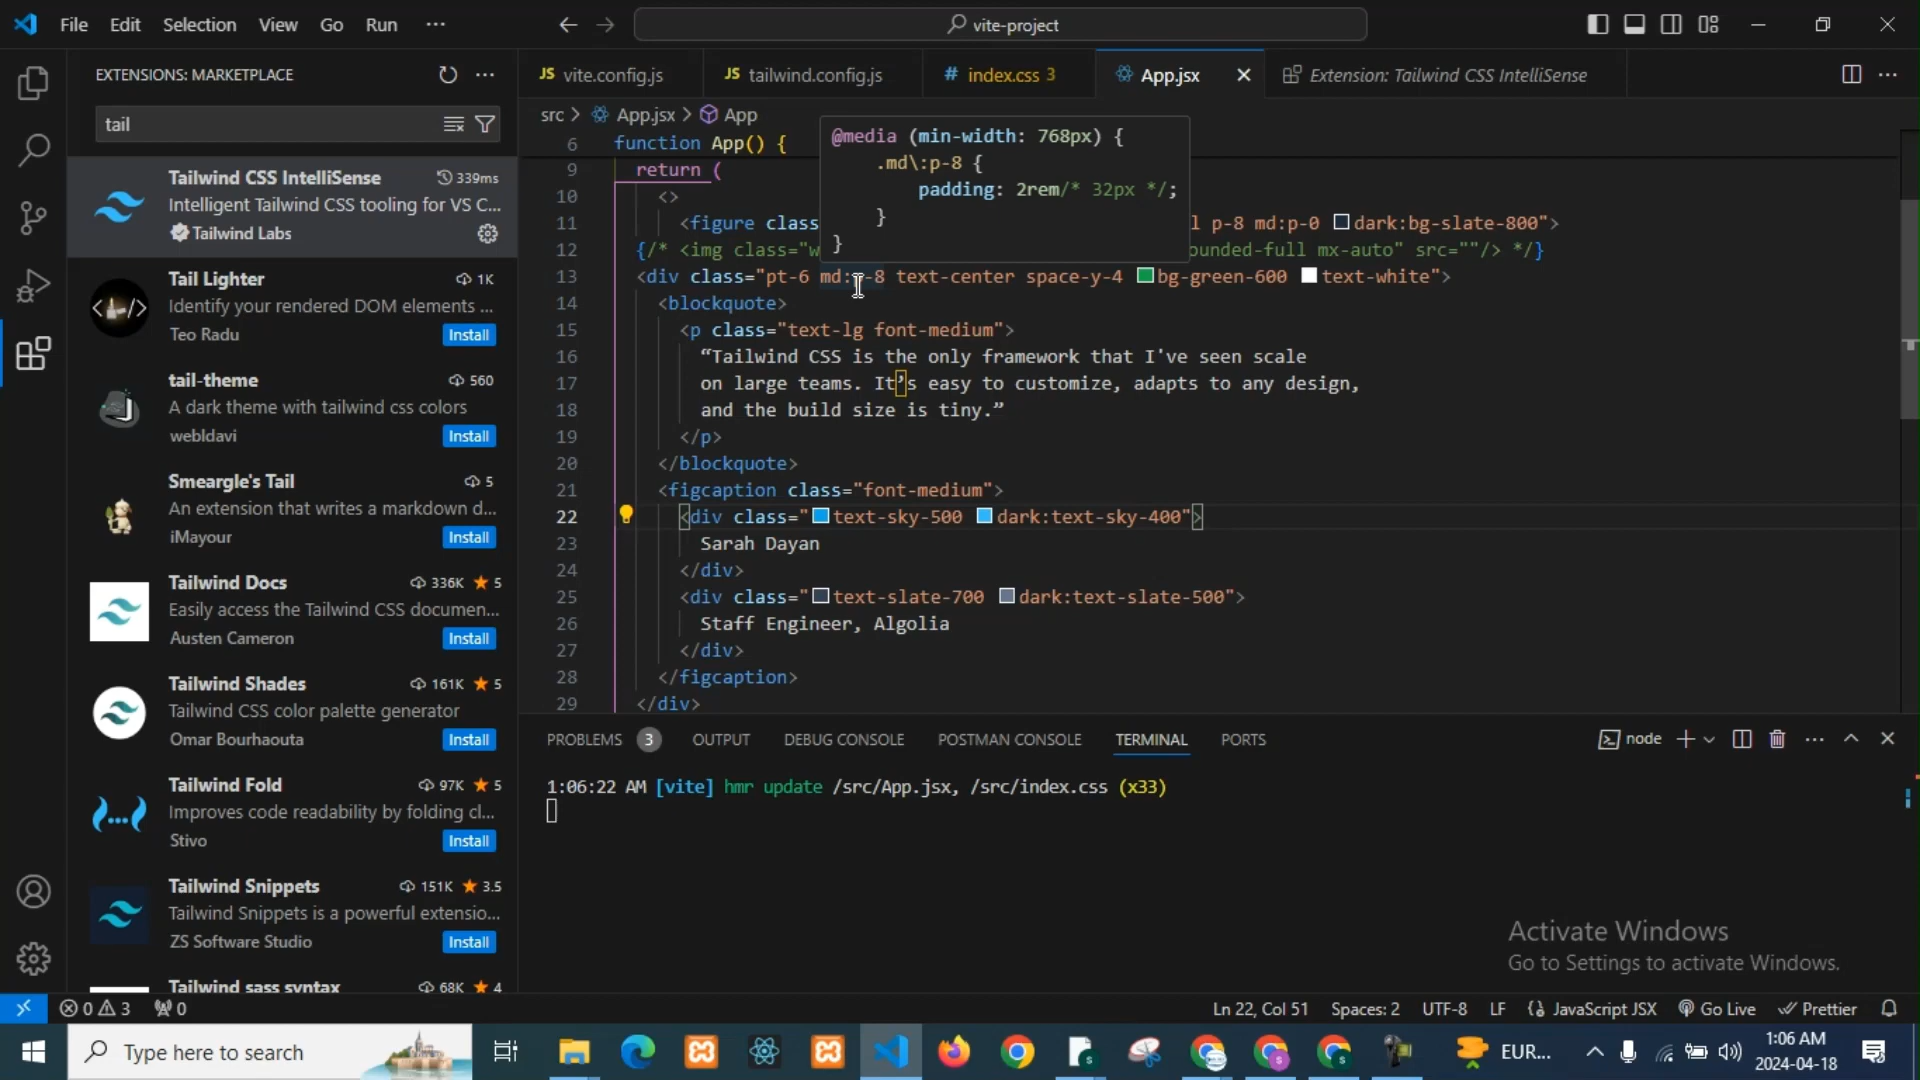 File Edit Selection View Go Run ···
vite-project
EXTENSIONS: MARKETPLACE
tail
Tailwind CSS IntelliSense 339ms
Intelligent Tailwind CSS tooling for VS C...
Tailwind Labs
Tail Lighter 1K
Identify your rendered DOM elements ...
Teo Radu Install
tail-theme 560
A dark theme with tailwind css colors
webldavi Install
Smeargle's Tail 5
An extension that writes a markdown d...
iMayour Install
Tailwind Docs 336K ★ 5
Easily access the Tailwind CSS documen...
Austen Cameron Install
Tailwind Shades 161K ★ 5
Tailwind CSS color palette generator
Omar Bourhaouta Install
Tailwind Fold 97K ★ 5
Improves code readability by folding cl...
Stivo Install
Tailwind Snippets 151K ★ 3.5
Tailwind Snippets is a powerful extensio...
ZS Software Studio Install
Tailwind sass syntax 68K ★ 4
JS vite.config.js JS tailwind.config.js # index.css 3 App.jsx Extension: Tailwind CSS IntelliSense
src > App.jsx > App
6 function App() {
@media (min-width: 768px) {
.md\:p-8 {
padding: 2rem/* 32px */;
}
}
9 return (
10 <>
11 <figure class l p-8 md:p-0 dark:bg-slate-800">
12 {/* <img class="w ounded-full mx-auto" src=""/> */}
13 <div class="pt-6 md:p-8 text-center space-y-4 bg-green-600 text-white">
14 <blockquote>
15 <p class="text-lg font-medium">
16 “Tailwind CSS is the only framework that I've seen scale
17 on large teams. It’s easy to customize, adapts to any design,
18 and the build size is tiny.”
19 </p>
20 </blockquote>
21 <figcaption class="font-medium">
22 <div class="text-sky-500 dark:text-sky-400">
23 Sarah Dayan
24 </div>
25 <div class="text-slate-700 dark:text-slate-500">
26 Staff Engineer, Algolia
27 </div>
28 </figcaption>
29 </div>
PROBLEMS 3 OUTPUT DEBUG CONSOLE POSTMAN CONSOLE TERMINAL PORTS node
1:06:22 AM [vite] hmr update /src/App.jsx, /src/index.css (x33)
Activate Windows
Go to Settings to activate Windows.
0 3 0 Ln 22, Col 51 Spaces: 2 UTF-8 LF JavaScript JSX Go Live Prettier
Type here to search EUR... 1:06 AM
2024-04-18